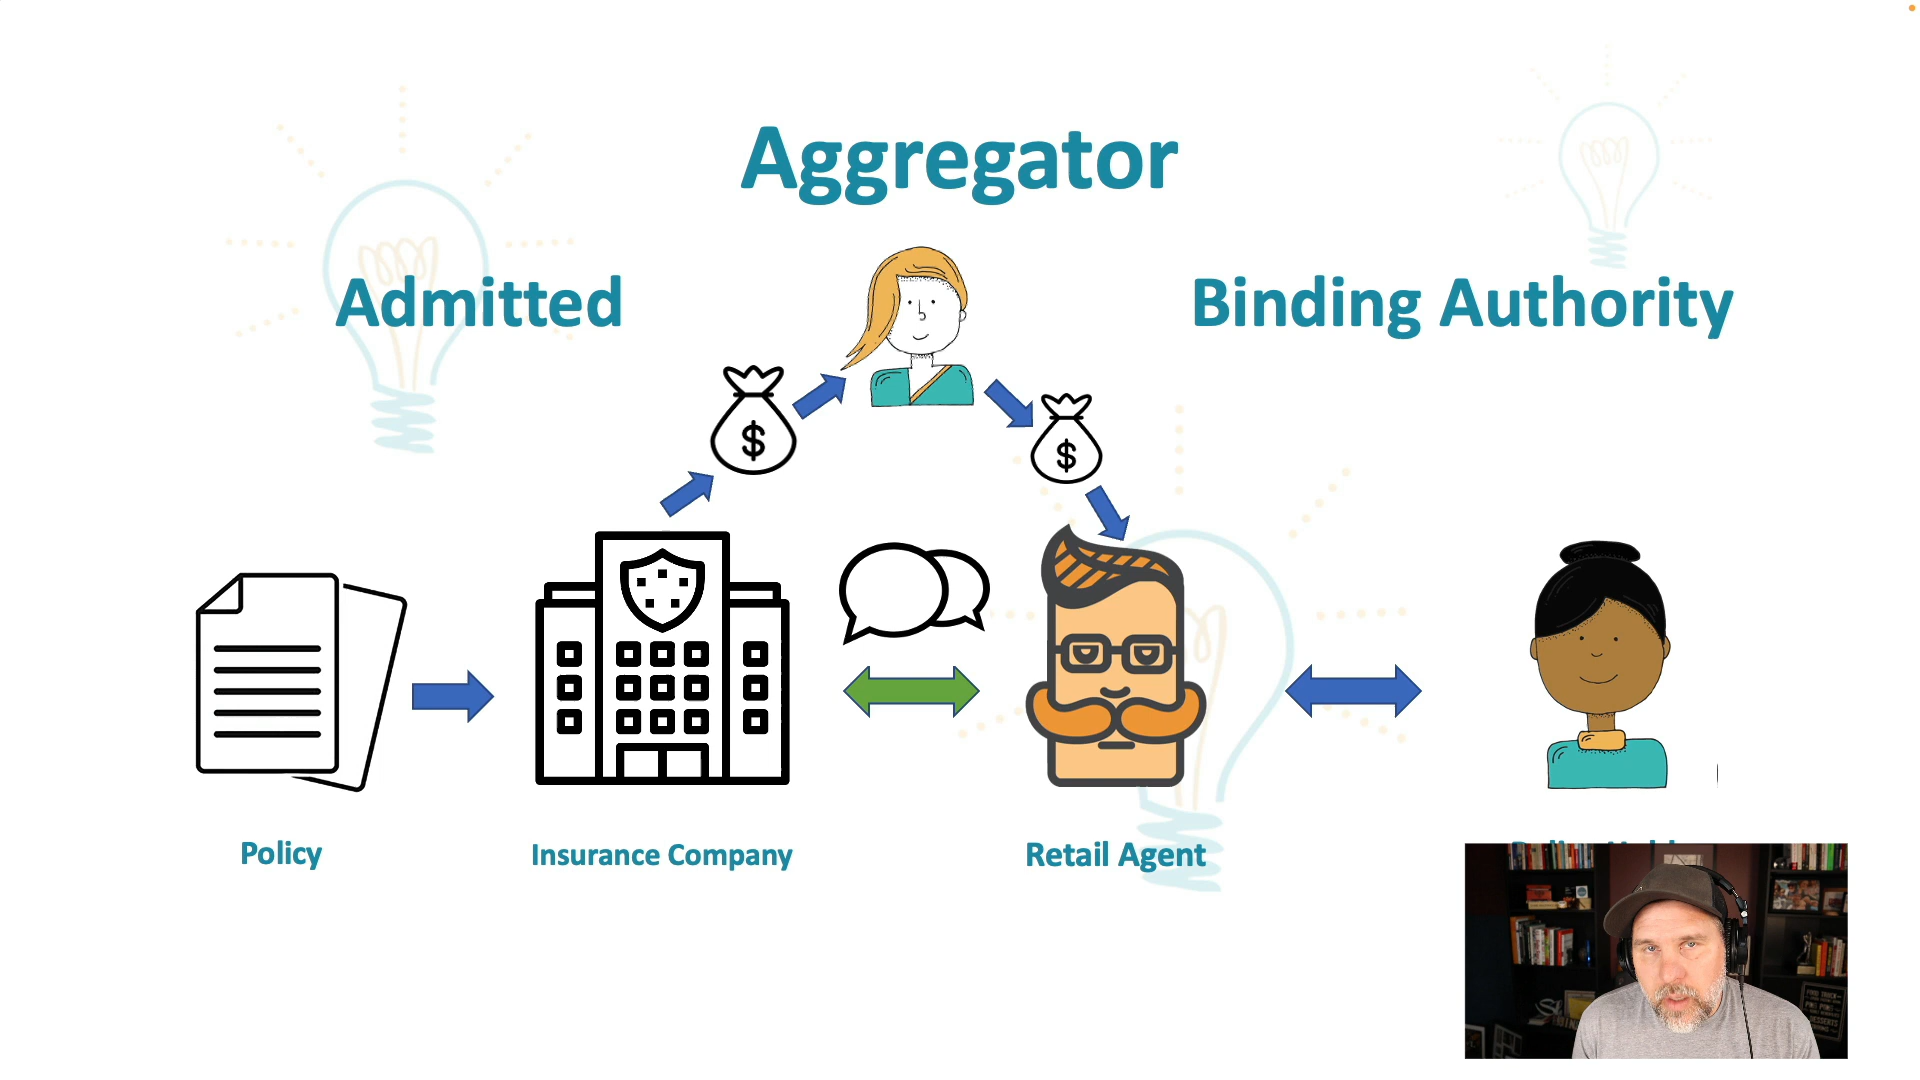 Aggregator
Admitted
Binding Authority
$
$
Policy
Insurance Company
Retail Agent